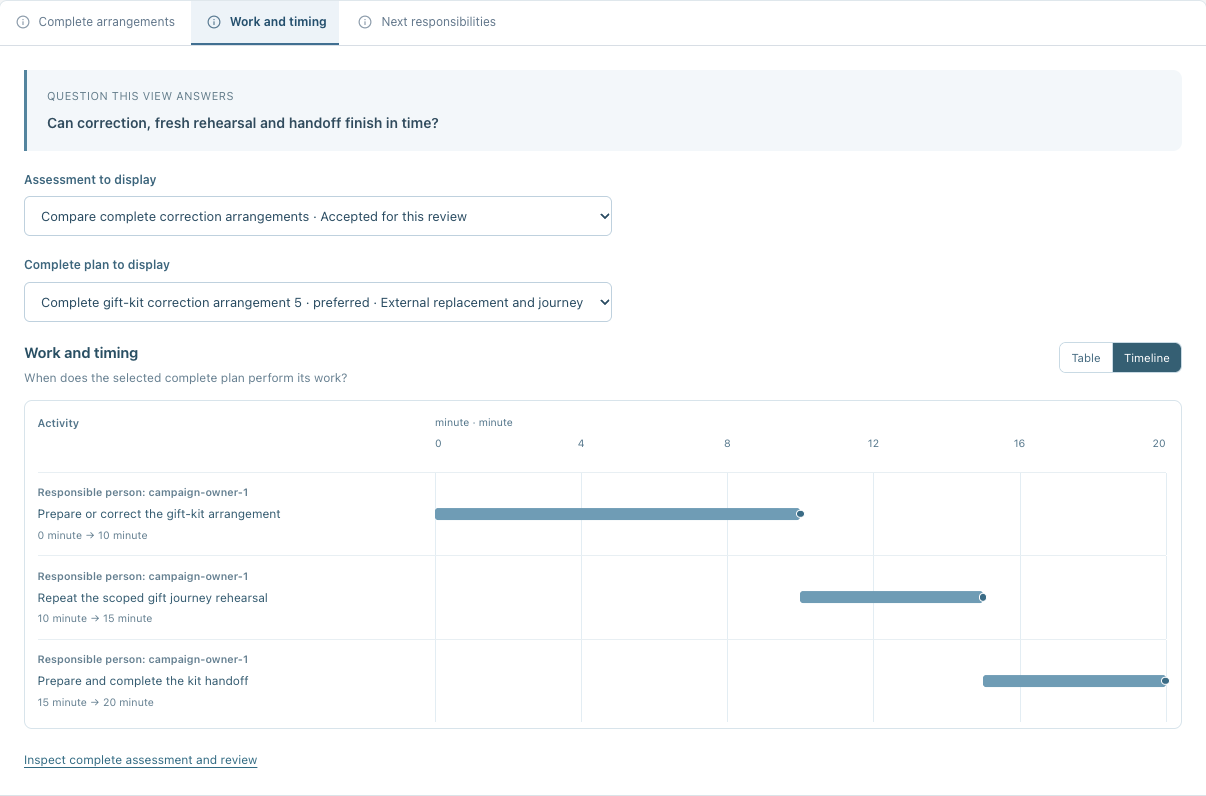 Complete arrangements
Work and timing
Next responsibilities
QUESTION THIS VIEW ANSWERS
Can correction, fresh rehearsal and handoff finish in time?
Assessment to display
Compare complete correction arrangements · Accepted for this review
Complete plan to display
Complete gift-kit correction arrangement 5 · preferred · External replacement and journey
Work and timing
Table
Timeline
When does the selected complete plan perform its work?
Activity
minute · minute
0 4 8 12 16 20
Responsible person: campaign-owner-1
Prepare or correct the gift-kit arrangement
0 minute → 10 minute
Responsible person: campaign-owner-1
Repeat the scoped gift journey rehearsal
10 minute → 15 minute
Responsible person: campaign-owner-1
Prepare and complete the kit handoff
15 minute → 20 minute
Inspect complete assessment and review